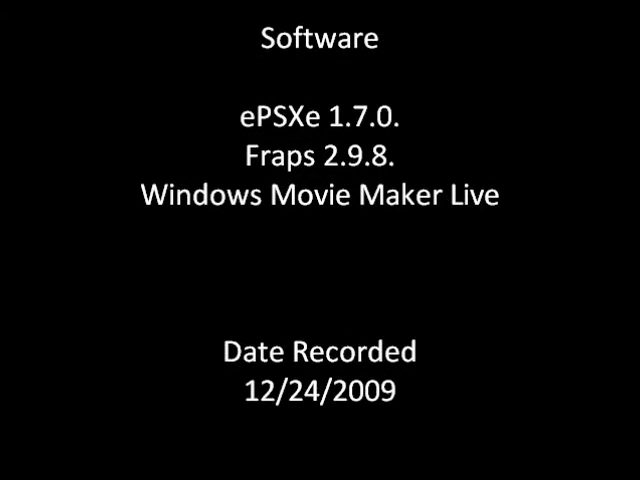 Software
ePSXe 1.7.0.
Fraps 2.9.8.
Windows Movie Maker Live
Date Recorded
12/24/2009